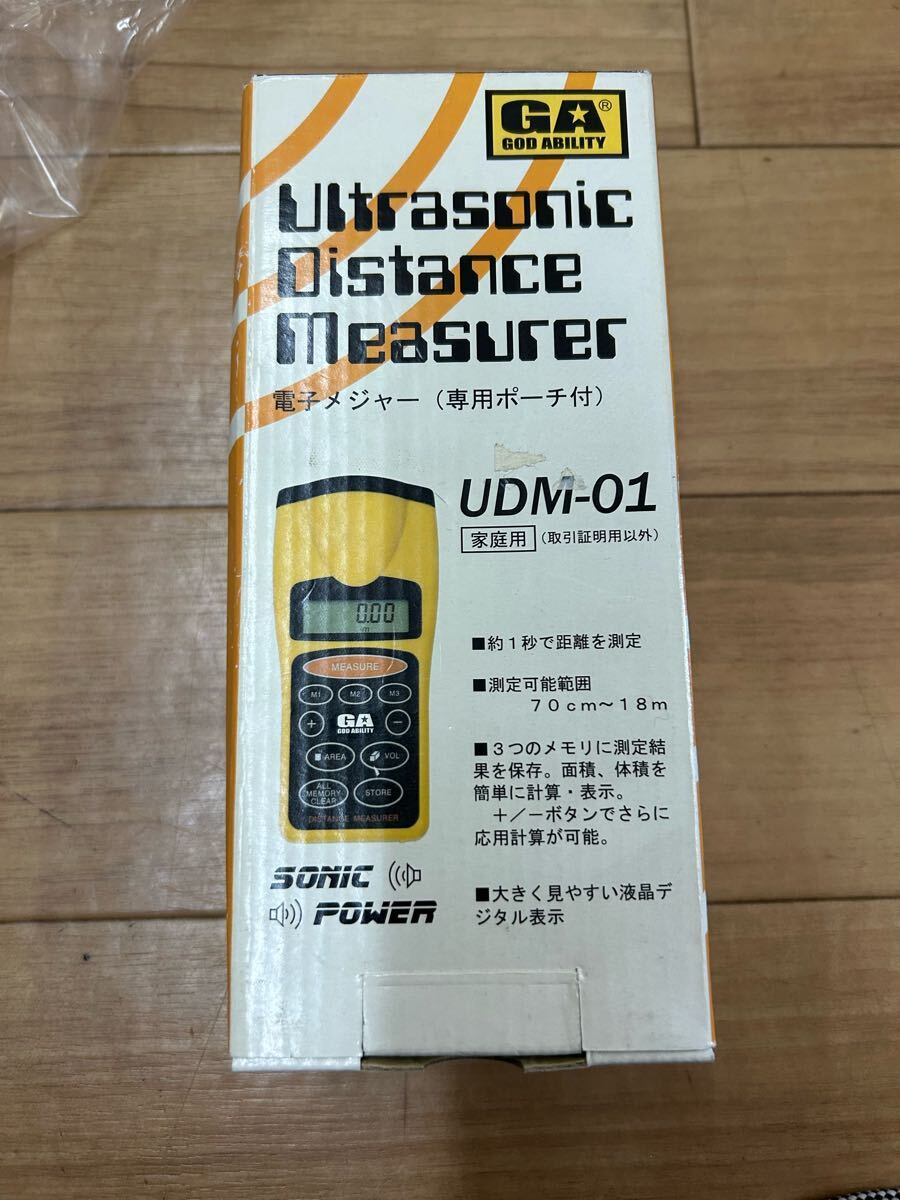 GA®
GOD ABILITY
Ultrasonic
Distance
Measurer
電子メジャー（専用ポーチ付）
UDM-01
家庭用（取引証明用以外）
0.00
m
MEASURE
M1 M2 M3
+ GA −
GOD ABILITY
AREA VOL
ALL MEMORY CLEAR STORE
DISTANCE MEASURER
SONIC
POWER
■約１秒で距離を測定
■測定可能範囲
７０ｃｍ～１８ｍ
■３つのメモリに測定結
果を保存。面積、体積を
簡単に計算・表示。
＋／－ボタンでさらに
応用計算が可能。
■大きく見やすい液晶デ
ジタル表示